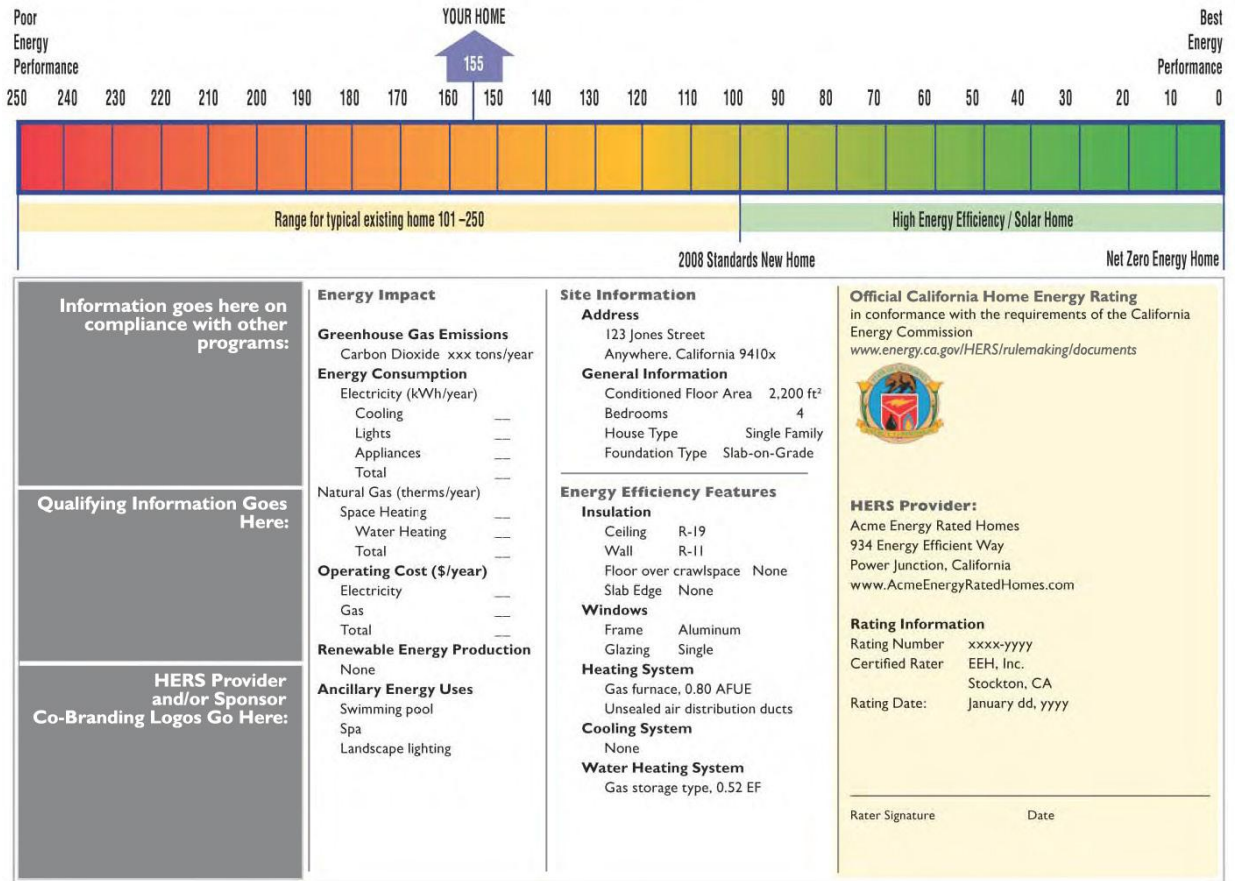 Poor
Energy
Performance
YOUR HOME
155
Best
Energy
Performance
250 240 230 220 210 200 190 180 170 160 150 140 130 120 110 100 90 80 70 60 50 40 30 20 10 0
Range for typical existing home 101 –250
High Energy Efficiency / Solar Home
2008 Standards New Home
Net Zero Energy Home
Information goes here on
compliance with other
programs:
Qualifying Information Goes
Here:
HERS Provider
and/or Sponsor
Co-Branding Logos Go Here:
Energy Impact
Greenhouse Gas Emissions
Carbon Dioxide xxx tons/year
Energy Consumption
Electricity (kWh/year)
Cooling __
Lights __
Appliances __
Total __
Natural Gas (therms/year)
Space Heating __
Water Heating __
Total __
Operating Cost ($/year)
Electricity __
Gas __
Total __
Renewable Energy Production
None
Ancillary Energy Uses
Swimming pool
Spa
Landscape lighting
Site Information
Address
123 Jones Street
Anywhere. California 9410x
General Information
Conditioned Floor Area 2,200 ft²
Bedrooms 4
House Type Single Family
Foundation Type Slab-on-Grade
Energy Efficiency Features
Insulation
Ceiling R-19
Wall R-11
Floor over crawlspace None
Slab Edge None
Windows
Frame Aluminum
Glazing Single
Heating System
Gas furnace, 0.80 AFUE
Unsealed air distribution ducts
Cooling System
None
Water Heating System
Gas storage type, 0.52 EF
Official California Home Energy Rating
in conformance with the requirements of the California
Energy Commission
www.energy.ca.gov/HERS/rulemaking/documents
HERS Provider:
Acme Energy Rated Homes
934 Energy Efficient Way
Power Junction, California
www.AcmeEnergyRatedHomes.com
Rating Information
Rating Number xxxx-yyyy
Certified Rater EEH, Inc.
Stockton, CA
Rating Date: January dd, yyyy
Rater Signature Date